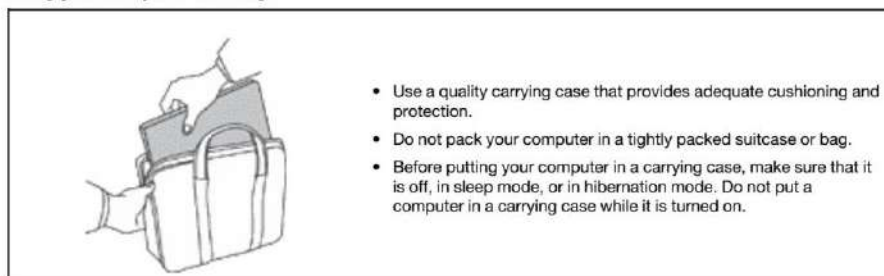 • Use a quality carrying case that provides adequate cushioning and
protection.
• Do not pack your computer in a tightly packed suitcase or bag.
• Before putting your computer in a carrying case, make sure that it
is off, in sleep mode, or in hibernation mode. Do not put a
computer in a carrying case while it is turned on.